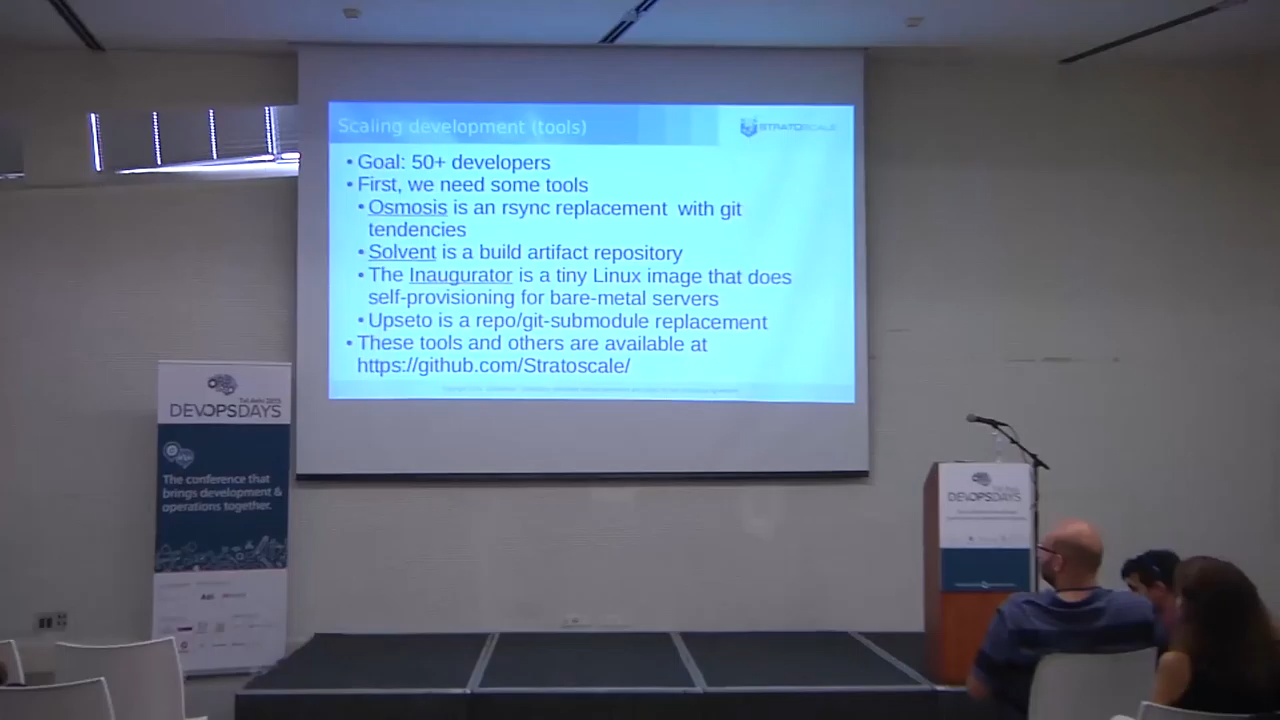 Scaling development (tools)
STRATOSCALE
• Goal: 50+ developers
• First, we need some tools
• Osmosis is an rsync replacement with git
tendencies
• Solvent is a build artifact repository
• The Inaugurator is a tiny Linux image that does
self-provisioning for bare-metal servers
• Upseto is a repo/git-submodule replacement
• These tools and others are available at
https://github.com/Stratoscale/
Tel Aviv 2015
DEVOPSDAYS
The conference that
brings development &
operations together.
DEVOPSDAYS